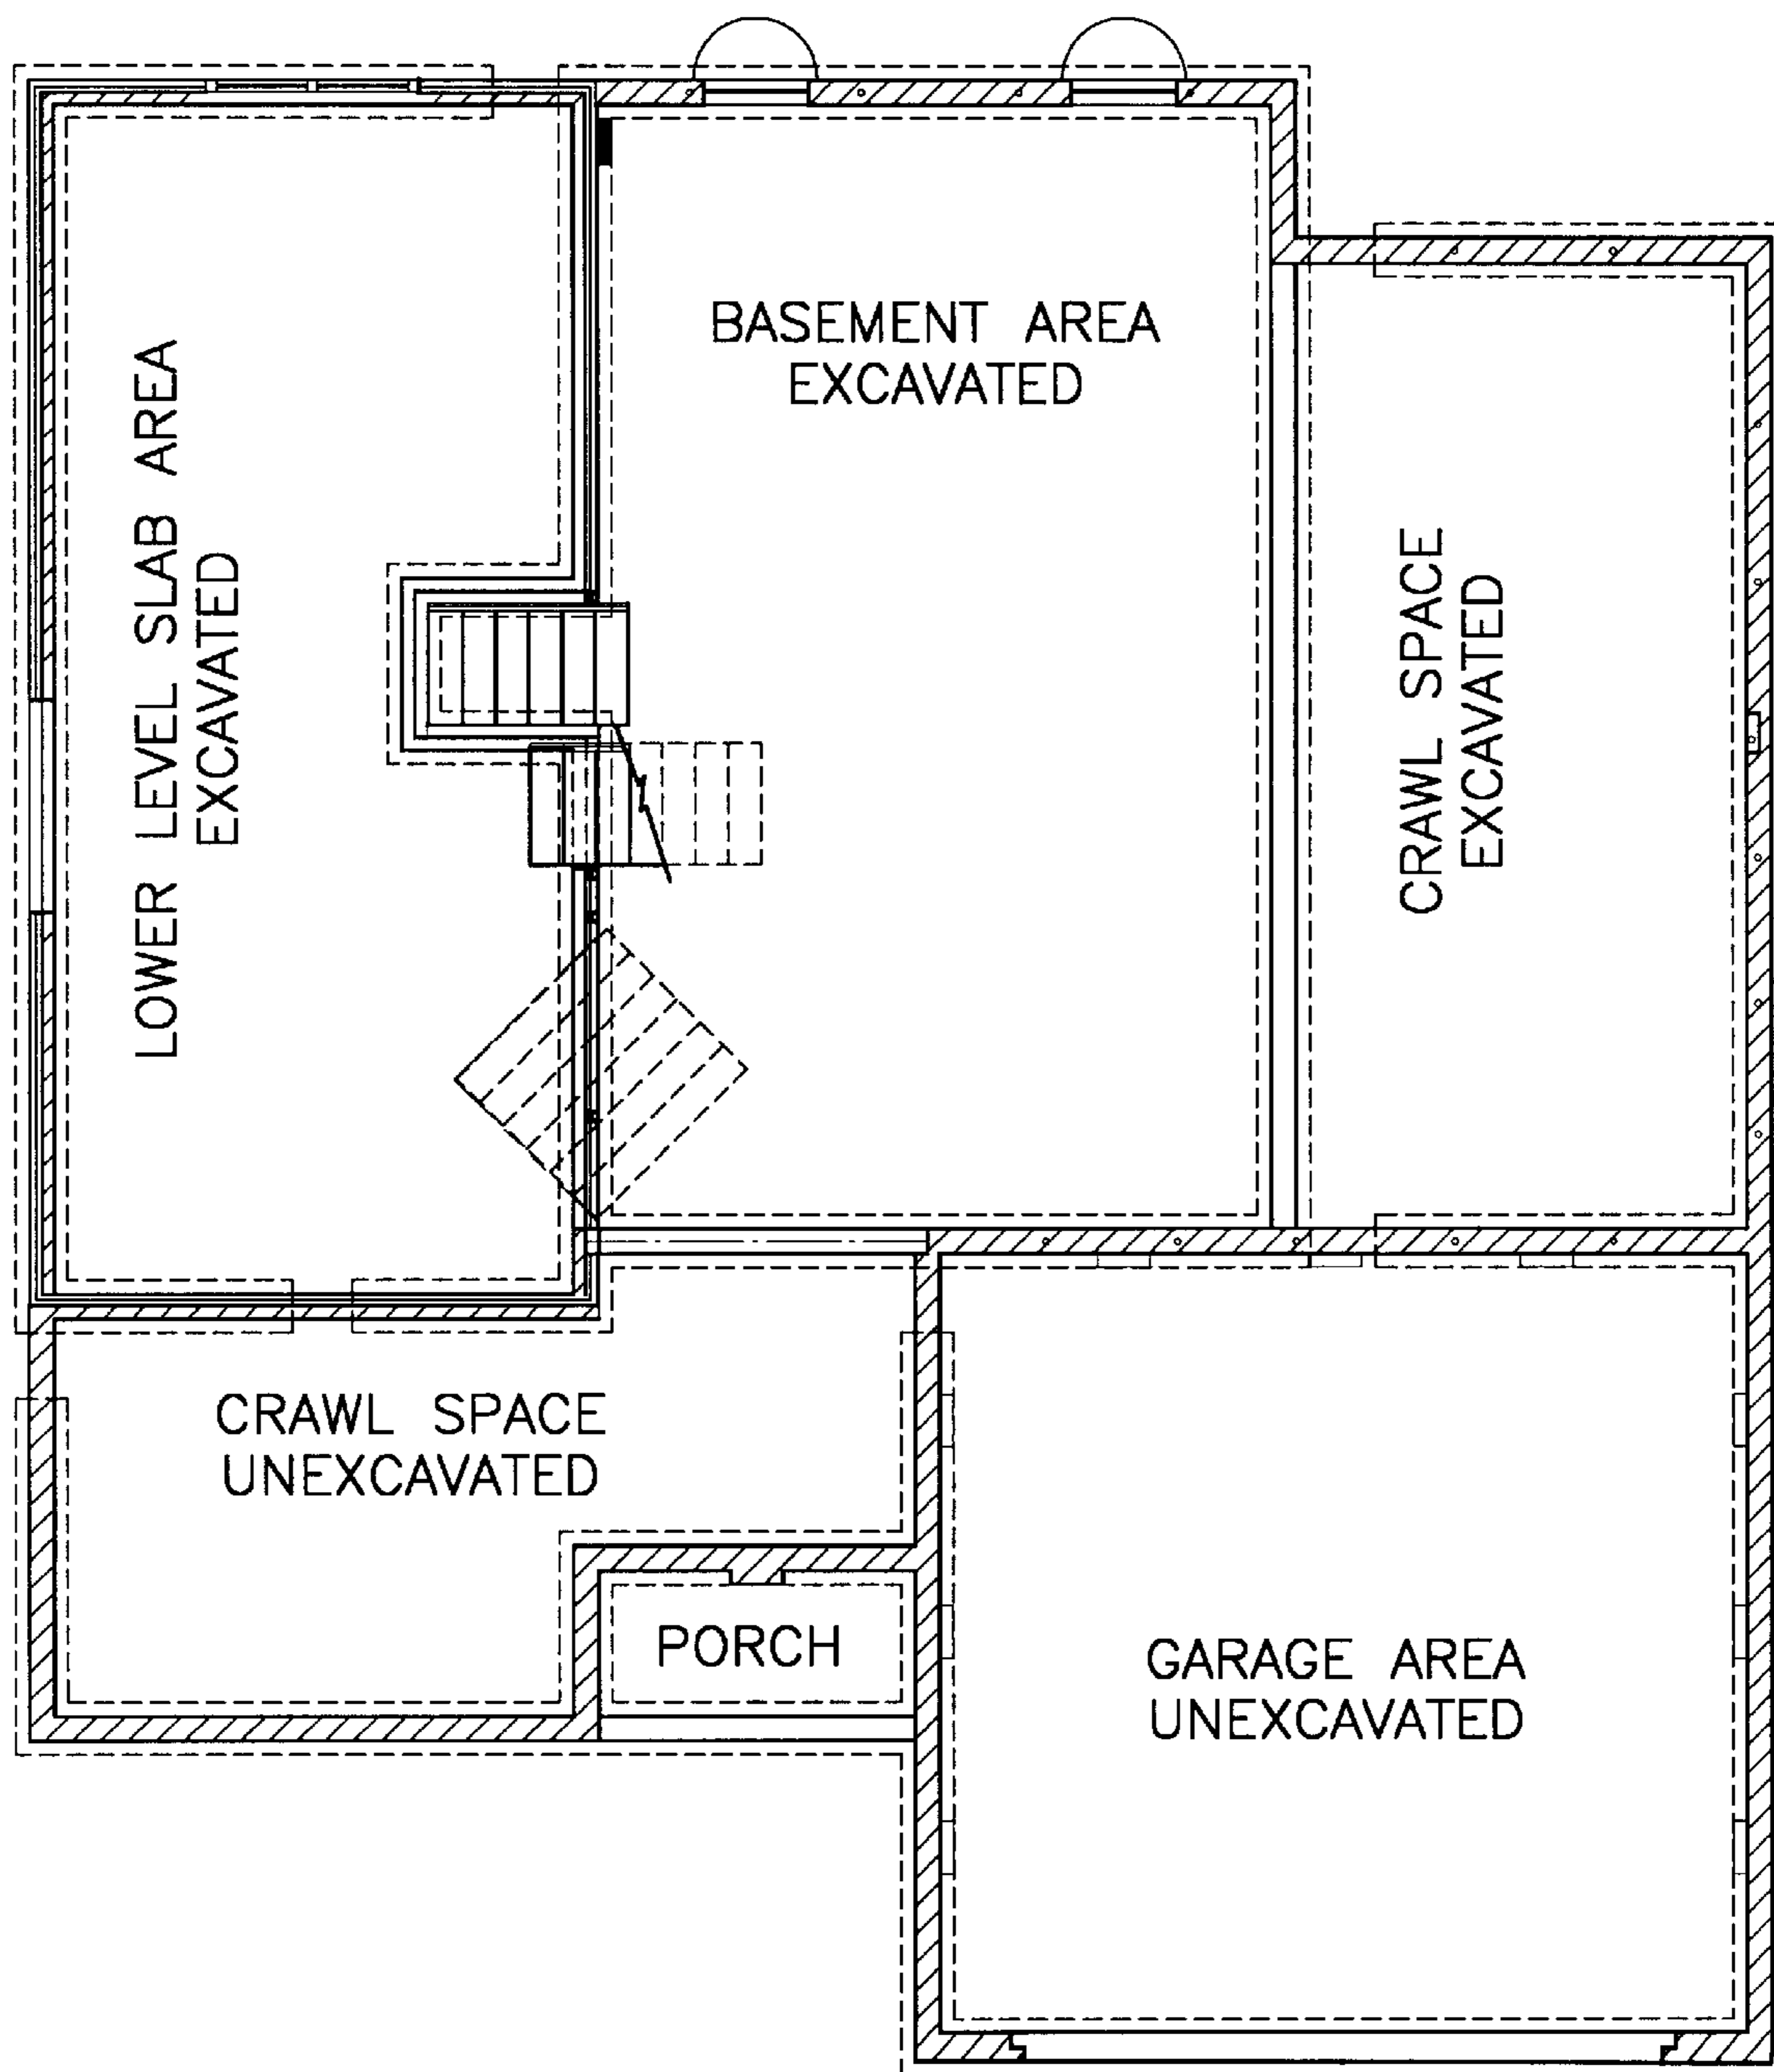 BASEMENT AREA
EXCAVATED
LOWER LEVEL SLAB AREA
EXCAVATED
CRAWL SPACE
EXCAVATED
CRAWL SPACE
UNEXCAVATED
PORCH
GARAGE AREA
UNEXCAVATED